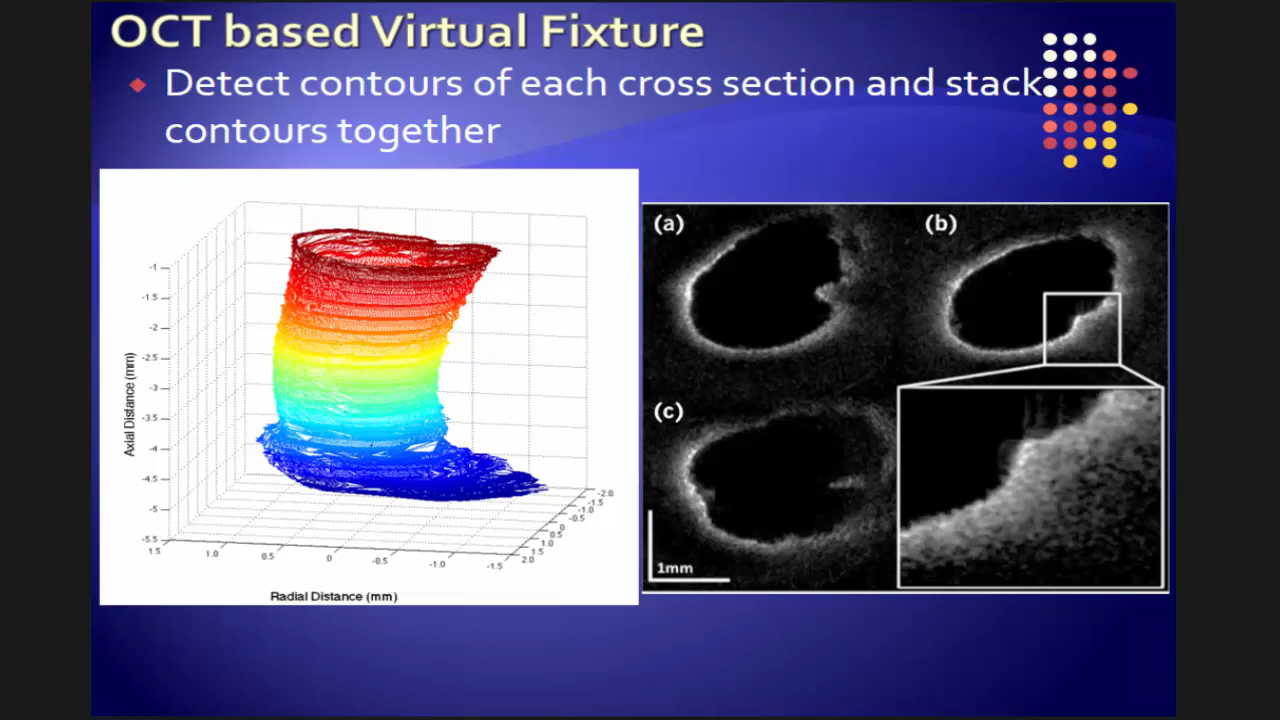 OCT based Virtual Fixture
Detect contours of each cross section and stack
contours together
-1
-1.5
-2
-2.5
-3
-3.5
-4
-4.5
-5
-5.5
Axial Distance (mm)
1.5
1.0
0.5
0
-0.5
-1.0
-1.5
-2.0
-1.5
-1.0
-0.5
0
0.5
1.0
1.5
2.0
Radial Distance (mm)
(a)
(b)
(c)
1mm